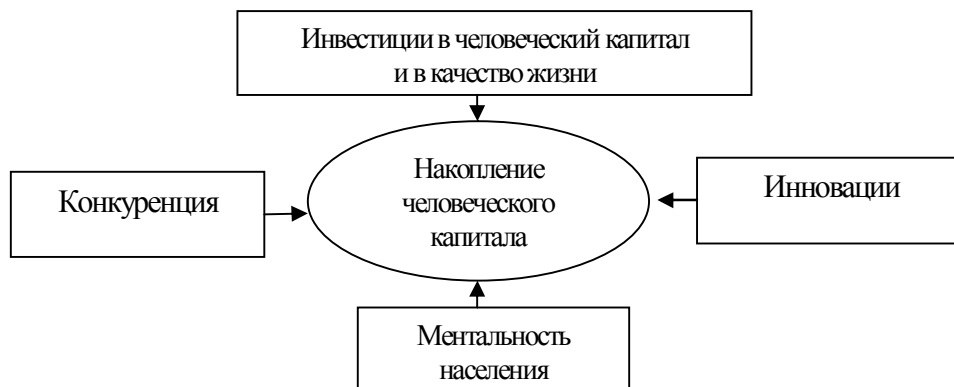 Инвестиции в человеческий капитал
и в качество жизни
Конкуренция
Накопление
человеческого
капитала
Инновации
Ментальность
населения